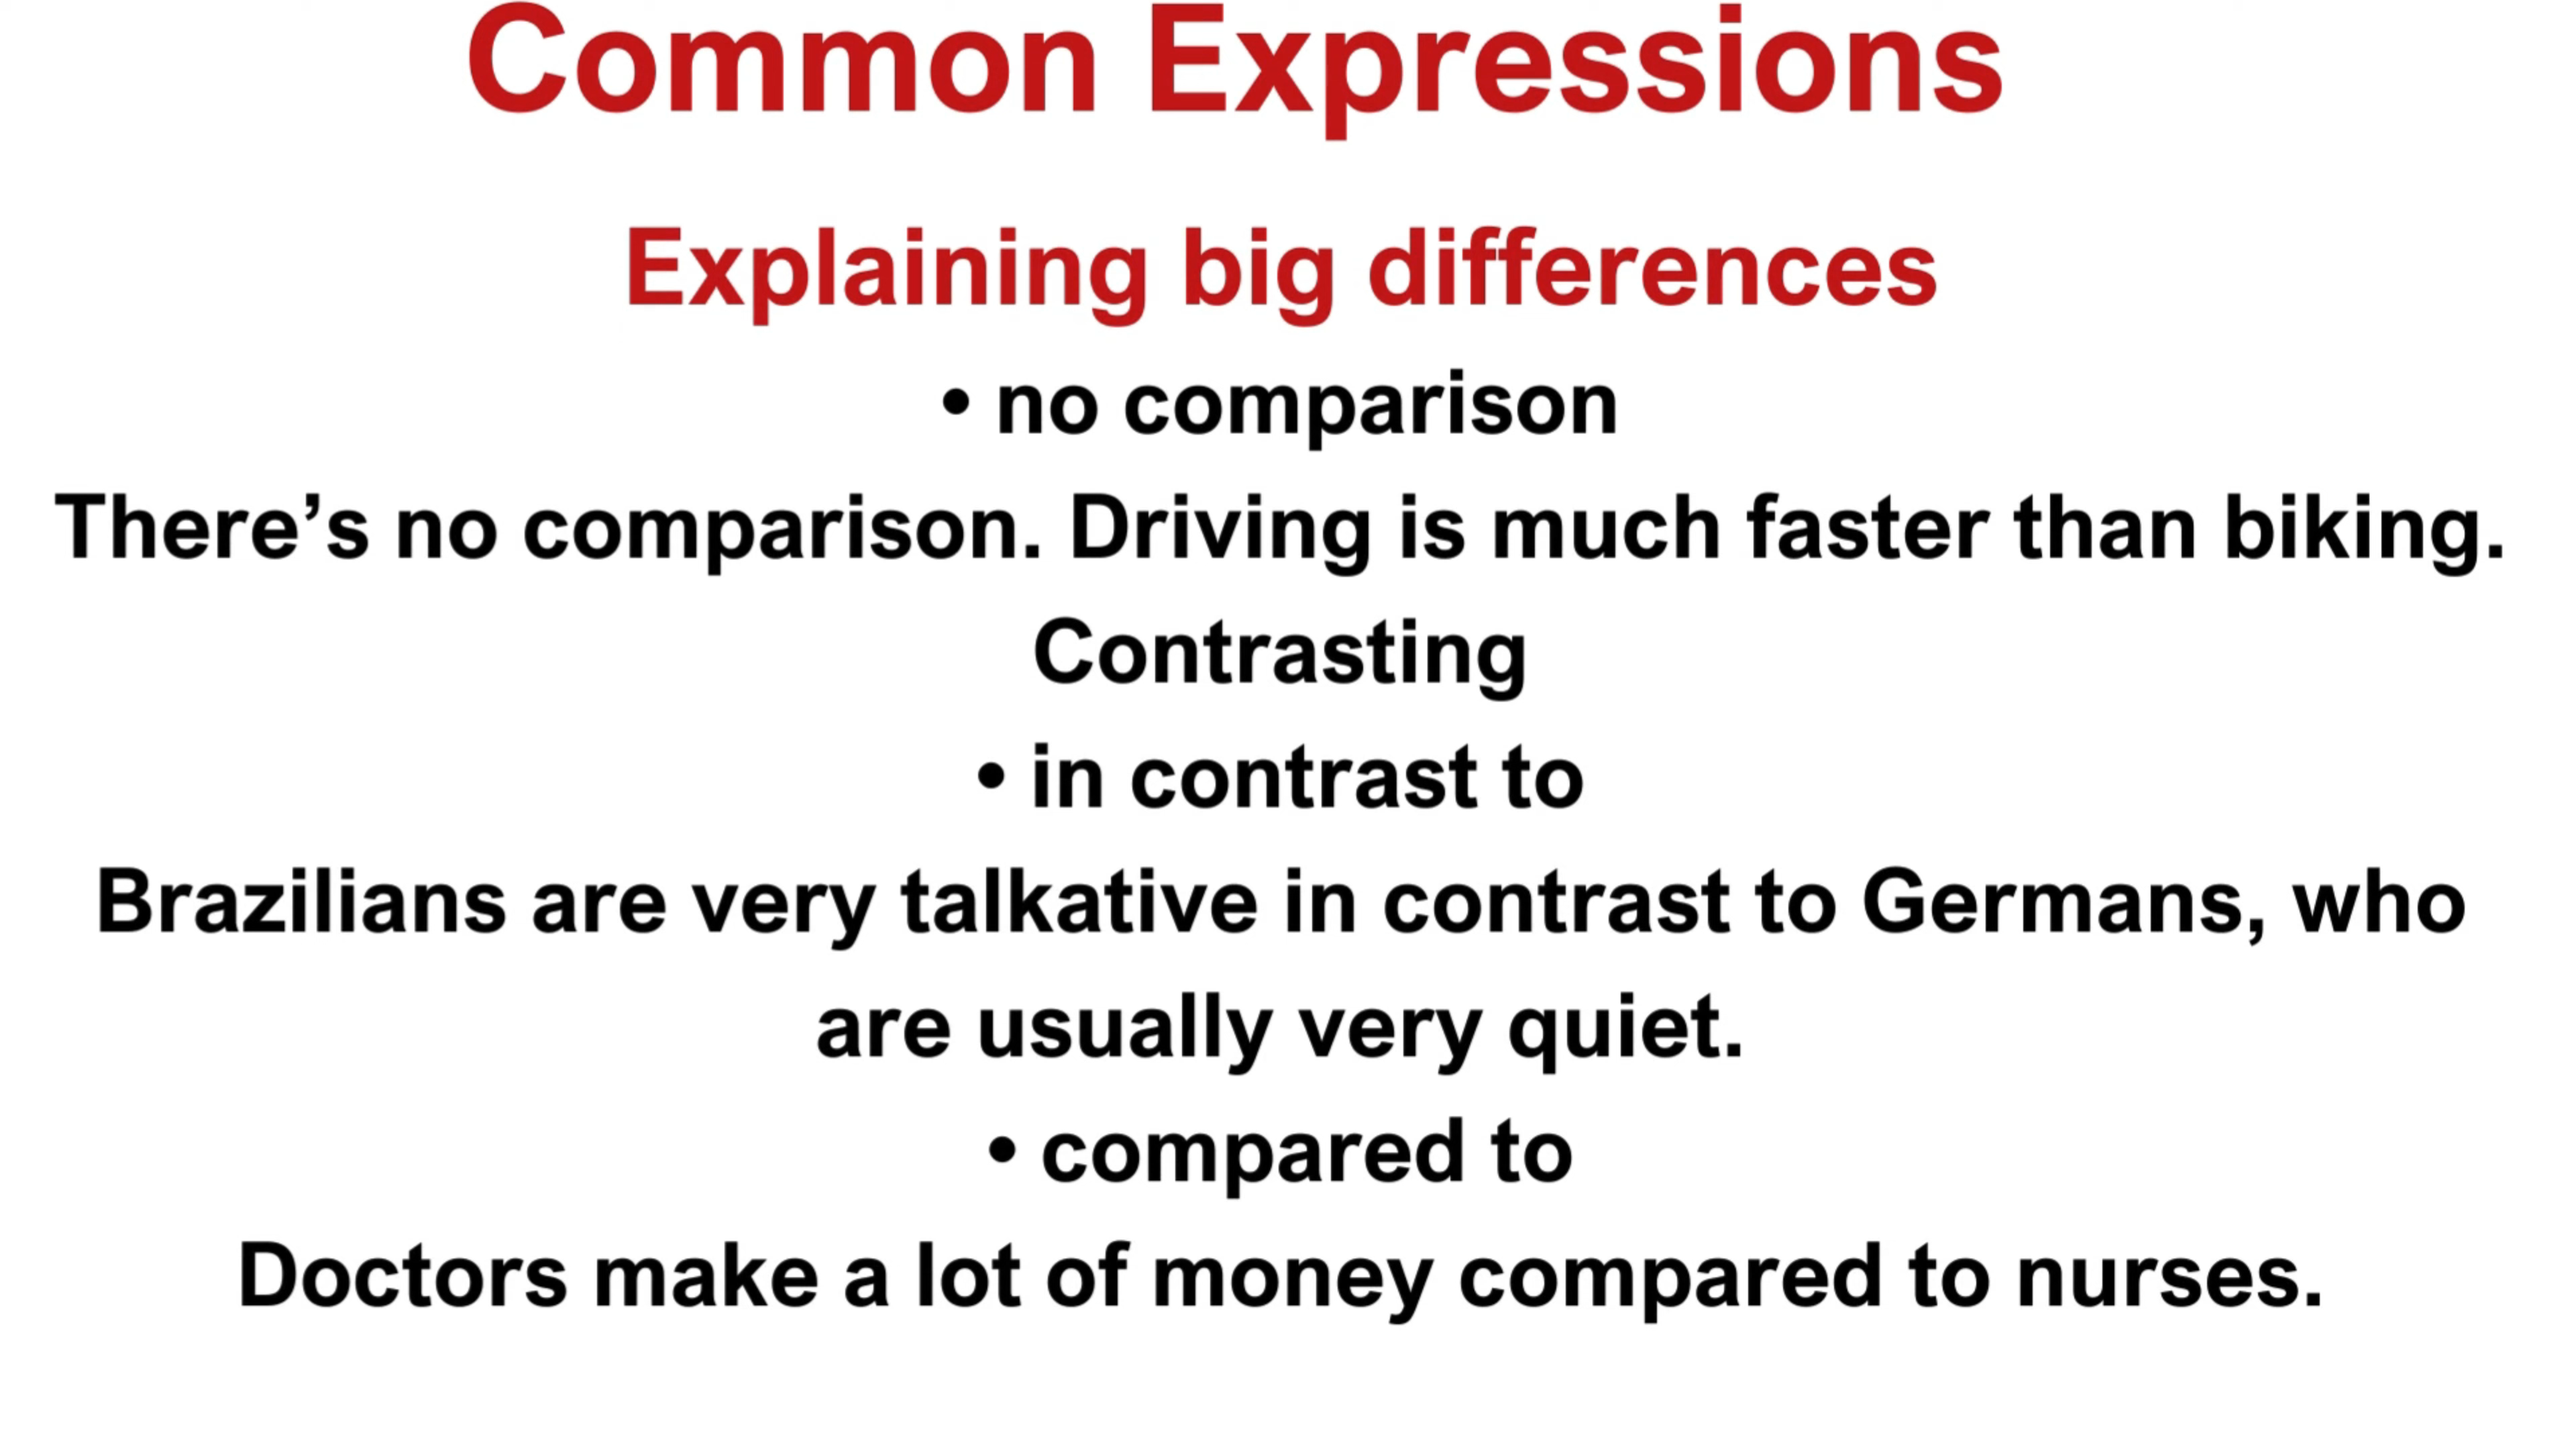 Common Expressions
Explaining big differences
• no comparison
There’s no comparison. Driving is much faster than biking.
Contrasting
• in contrast to
Brazilians are very talkative in contrast to Germans, who
are usually very quiet.
• compared to
Doctors make a lot of money compared to nurses.